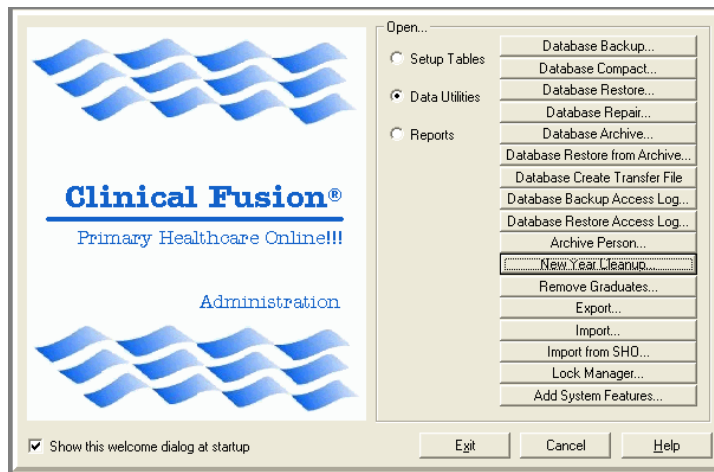 Open...
Clinical Fusion®
Primary Healthcare Online!!!
Administration
Setup Tables
Data Utilities
Reports
Database Backup...
Database Compact...
Database Restore...
Database Repair...
Database Archive...
Database Restore from Archive...
Database Create Transfer File
Database Backup Access Log...
Database Restore Access Log...
Archive Person...
New Year Cleanup...
Remove Graduates...
Export...
Import...
Import from SHO...
Lock Manager...
Add System Features...
Show this welcome dialog at startup
Exit
Cancel
Help